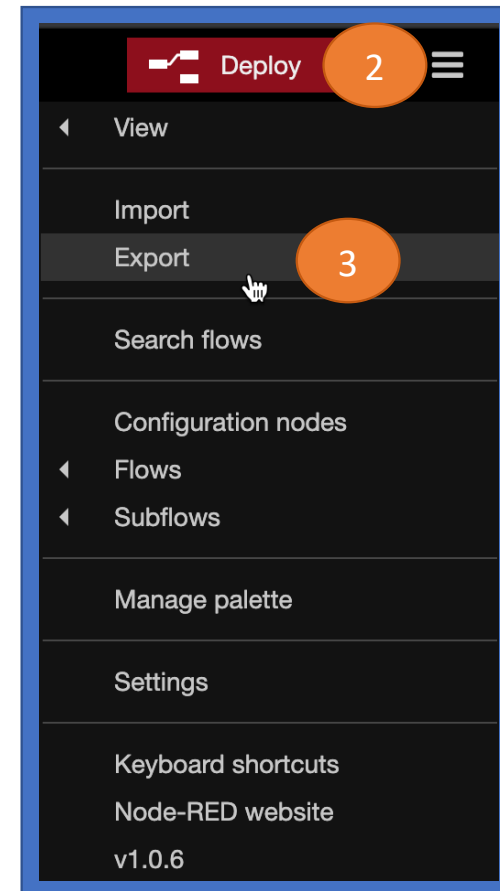 Deploy 2
View
Import
Export 3
Search flows
Configuration nodes
Flows
Subflows
Manage palette
Settings
Keyboard shortcuts
Node-RED website
v1.0.6